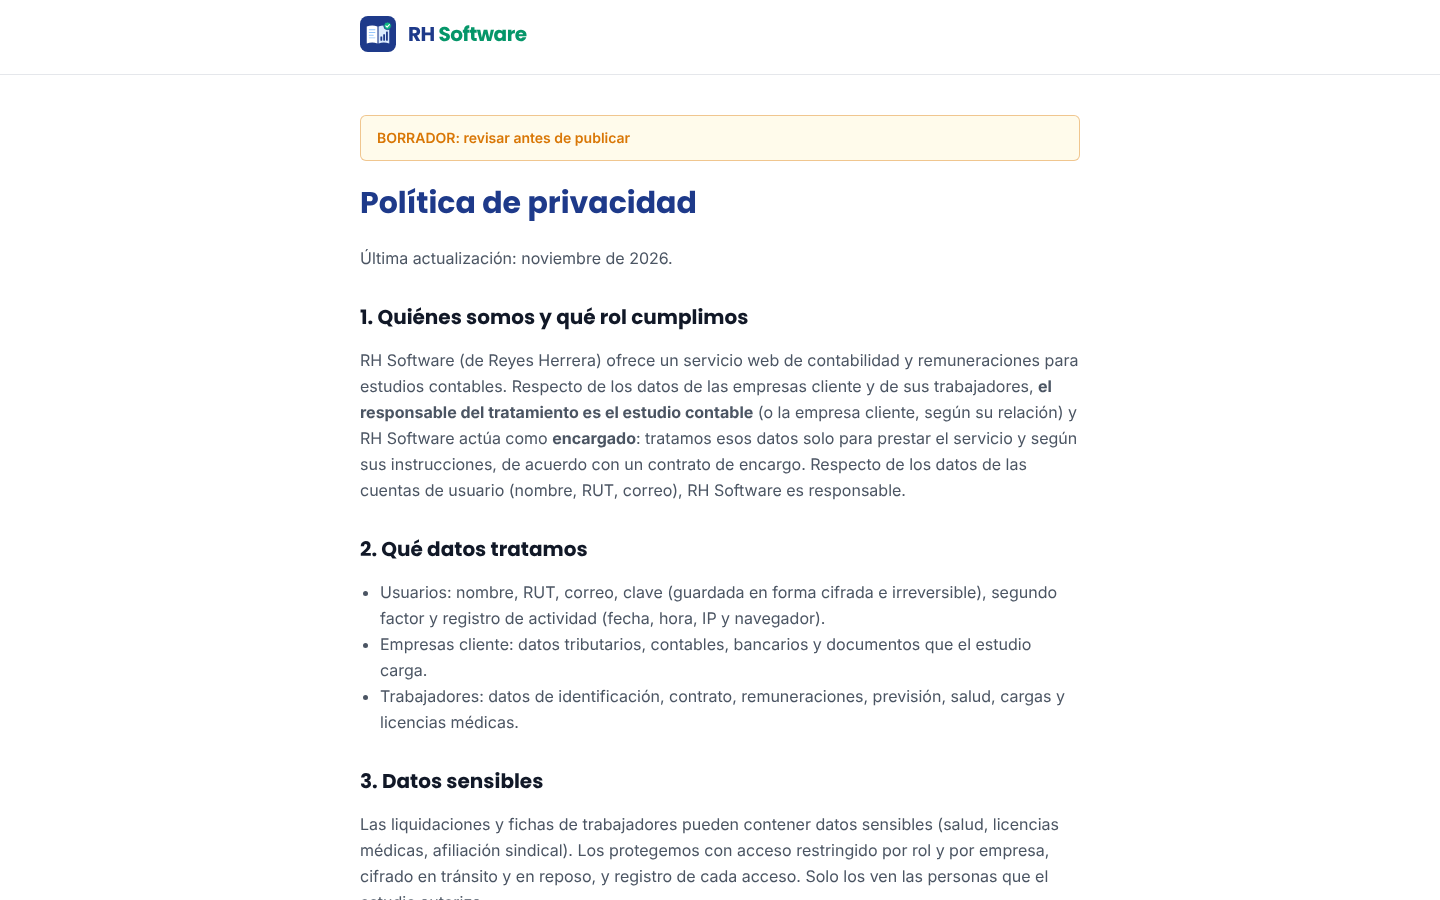 RH Software
BORRADOR: revisar antes de publicar
Política de privacidad
Última actualización: noviembre de 2026.
1. Quiénes somos y qué rol cumplimos
RH Software (de Reyes Herrera) ofrece un servicio web de contabilidad y remuneraciones para
estudios contables. Respecto de los datos de las empresas cliente y de sus trabajadores, el
responsable del tratamiento es el estudio contable (o la empresa cliente, según su relación) y
RH Software actúa como encargado: tratamos esos datos solo para prestar el servicio y según
sus instrucciones, de acuerdo con un contrato de encargo. Respecto de los datos de las
cuentas de usuario (nombre, RUT, correo), RH Software es responsable.
2. Qué datos tratamos
• Usuarios: nombre, RUT, correo, clave (guardada en forma cifrada e irreversible), segundo
factor y registro de actividad (fecha, hora, IP y navegador).
• Empresas cliente: datos tributarios, contables, bancarios y documentos que el estudio
carga.
• Trabajadores: datos de identificación, contrato, remuneraciones, previsión, salud, cargas y
licencias médicas.
3. Datos sensibles
Las liquidaciones y fichas de trabajadores pueden contener datos sensibles (salud, licencias
médicas, afiliación sindical). Los protegemos con acceso restringido por rol y por empresa,
cifrado en tránsito y en reposo, y registro de cada acceso. Solo los ven las personas que el